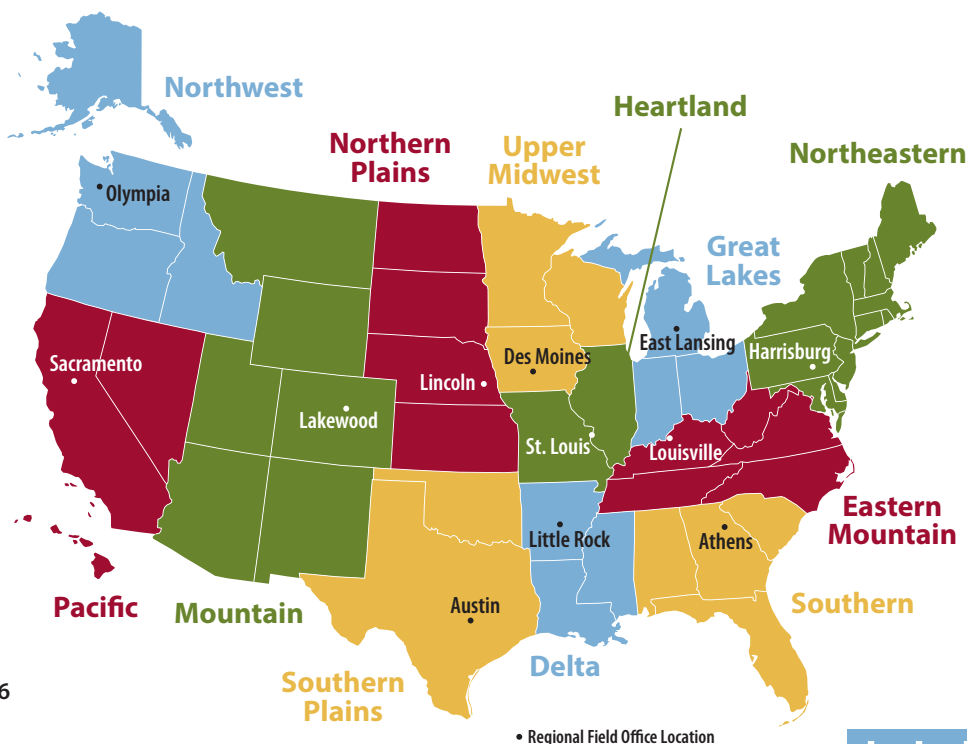 Northwest
Heartland
Northern
Plains
Upper
Midwest
Northeastern
Olympia
Great
Lakes
East Lansing
Harrisburg
Sacramento
Des Moines
Lincoln
Lakewood
St. Louis
Louisville
Eastern
Mountain
Little Rock
Athens
Pacific
Mountain
Austin
Southern
Delta
Southern
Plains
6
• Regional Field Office Location